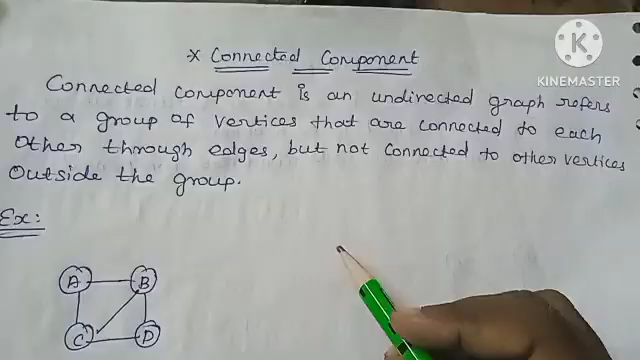 * Connected Component
KINEMASTER
Connected component is an undirected graph refers
to a group of vertices that are connected to each
other through edges, but not connected to other vertices
outside the group.
Ex:
A B
C D